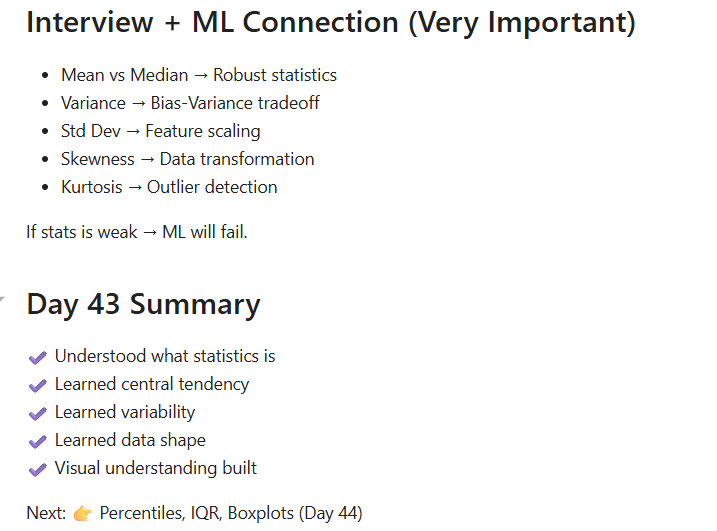 Interview + ML Connection (Very Important)
• Mean vs Median → Robust statistics
• Variance → Bias-Variance tradeoff
• Std Dev → Feature scaling
• Skewness → Data transformation
• Kurtosis → Outlier detection
If stats is weak → ML will fail.
Day 43 Summary
✔ Understood what statistics is
✔ Learned central tendency
✔ Learned variability
✔ Learned data shape
✔ Visual understanding built
Next: 👉 Percentiles, IQR, Boxplots (Day 44)